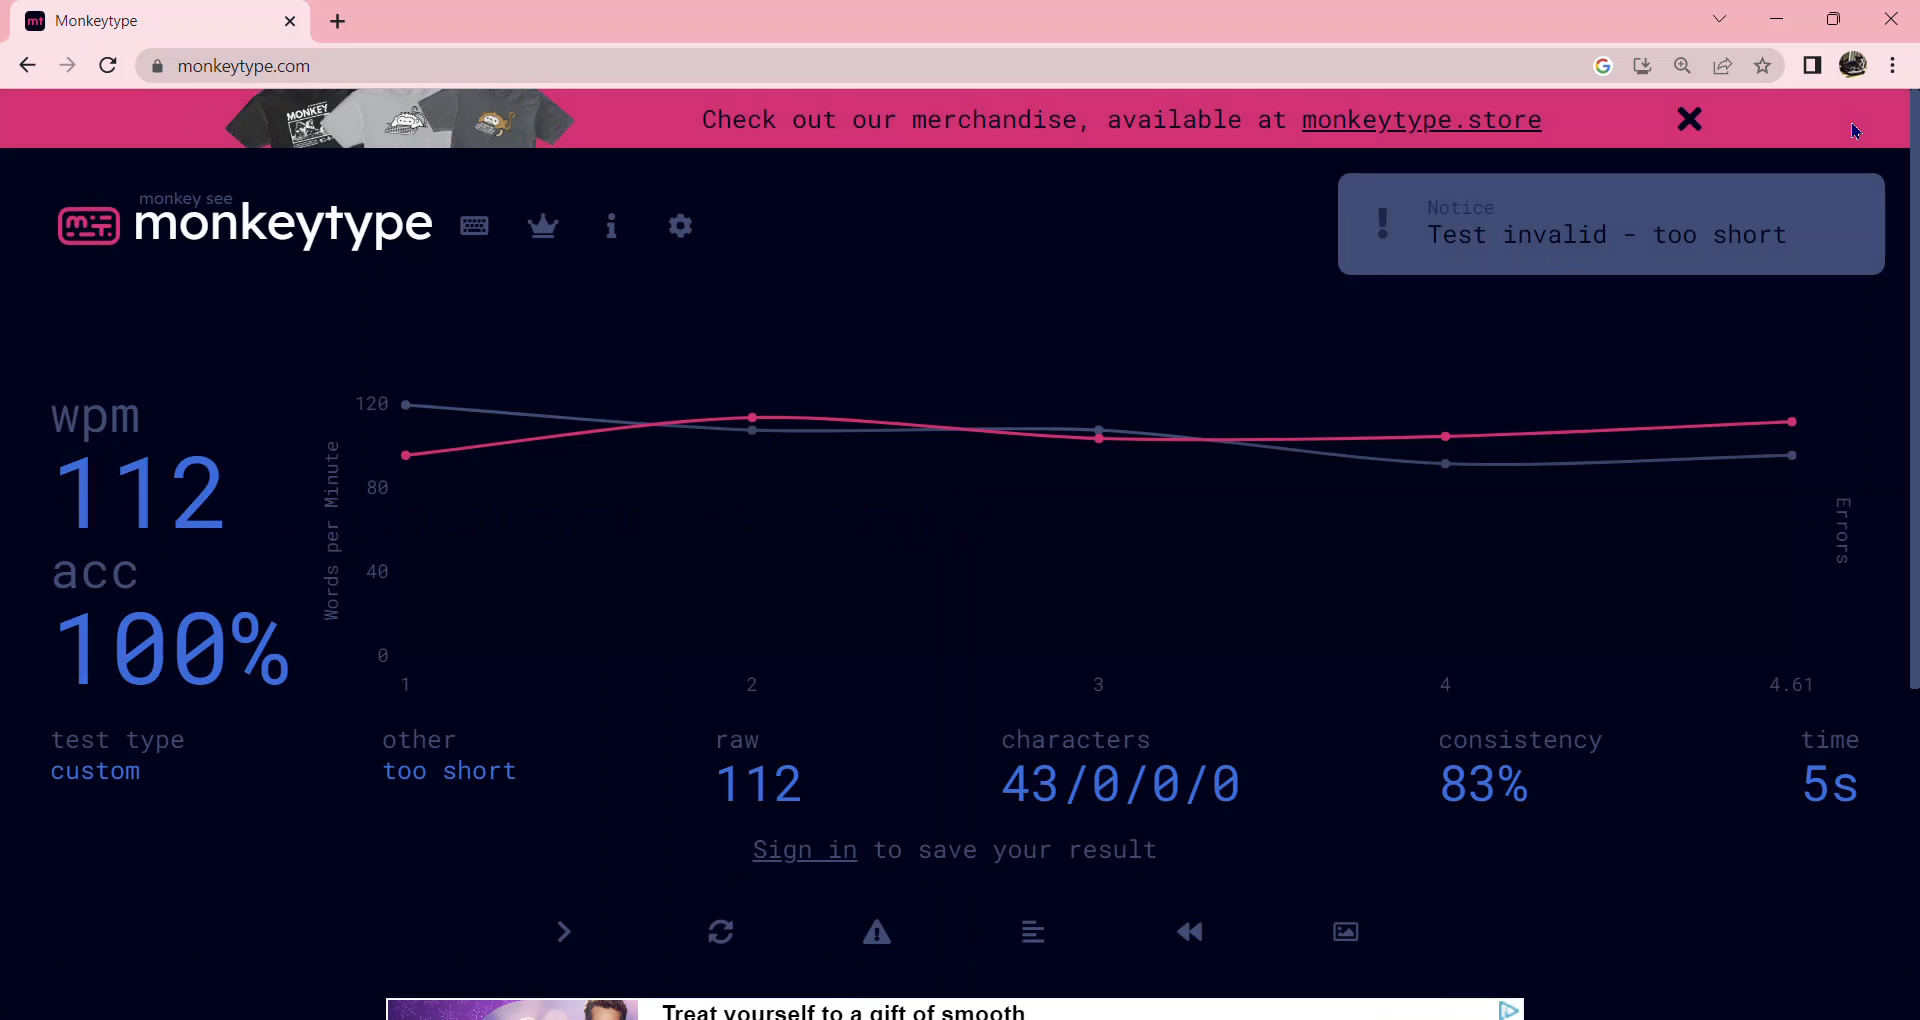 mt Monkeytype
monkeytype.com
MONKEY
Check out our merchandise, available at monkeytype.store
monkey see
monkeytype
Notice
Test invalid - too short
wpm
112
acc
100%
Words per Minute
120
80
40
0
1
2
3
4
4.61
Errors
test type
custom
other
too short
raw
112
characters
43/0/0/0
consistency
83%
time
5s
Sign in to save your result
Treat yourself to a gift of smooth